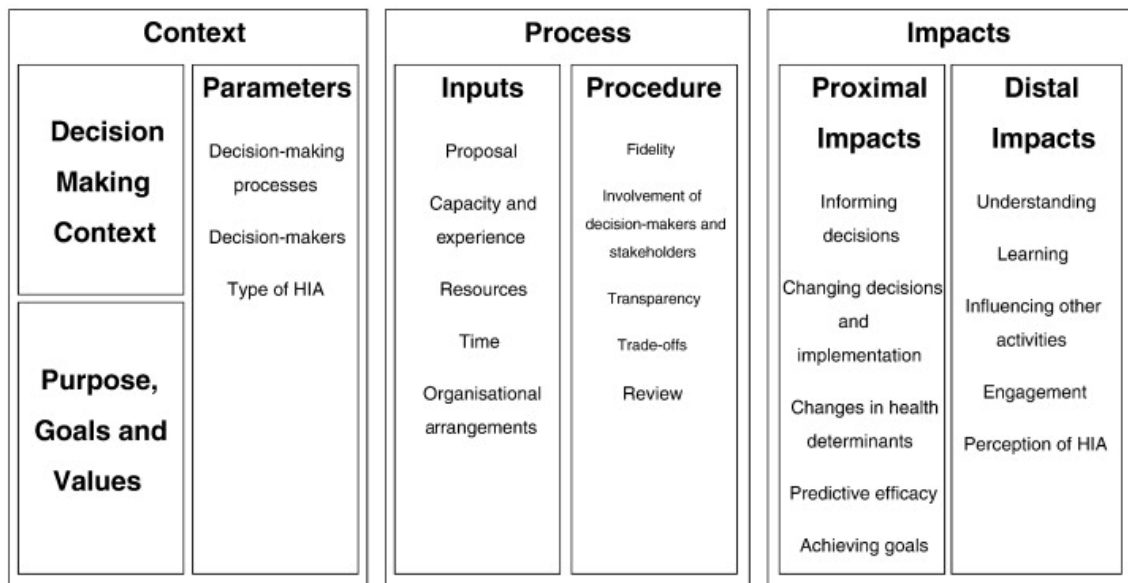 Context
Decision
Making
Context
Purpose,
Goals and
Values
Parameters
Decision-making
processes
Decision-makers
Type of HIA
Process
Inputs
Proposal
Capacity and
experience
Resources
Time
Organisational
arrangements
Procedure
Fidelity
Involvement of
decision-makers and
stakeholders
Transparency
Trade-offs
Review
Impacts
Proximal
Impacts
Informing
decisions
Changing decisions
and
implementation
Changes in health
determinants
Predictive efficacy
Achieving goals
Distal
Impacts
Understanding
Learning
Influencing other
activities
Engagement
Perception of HIA